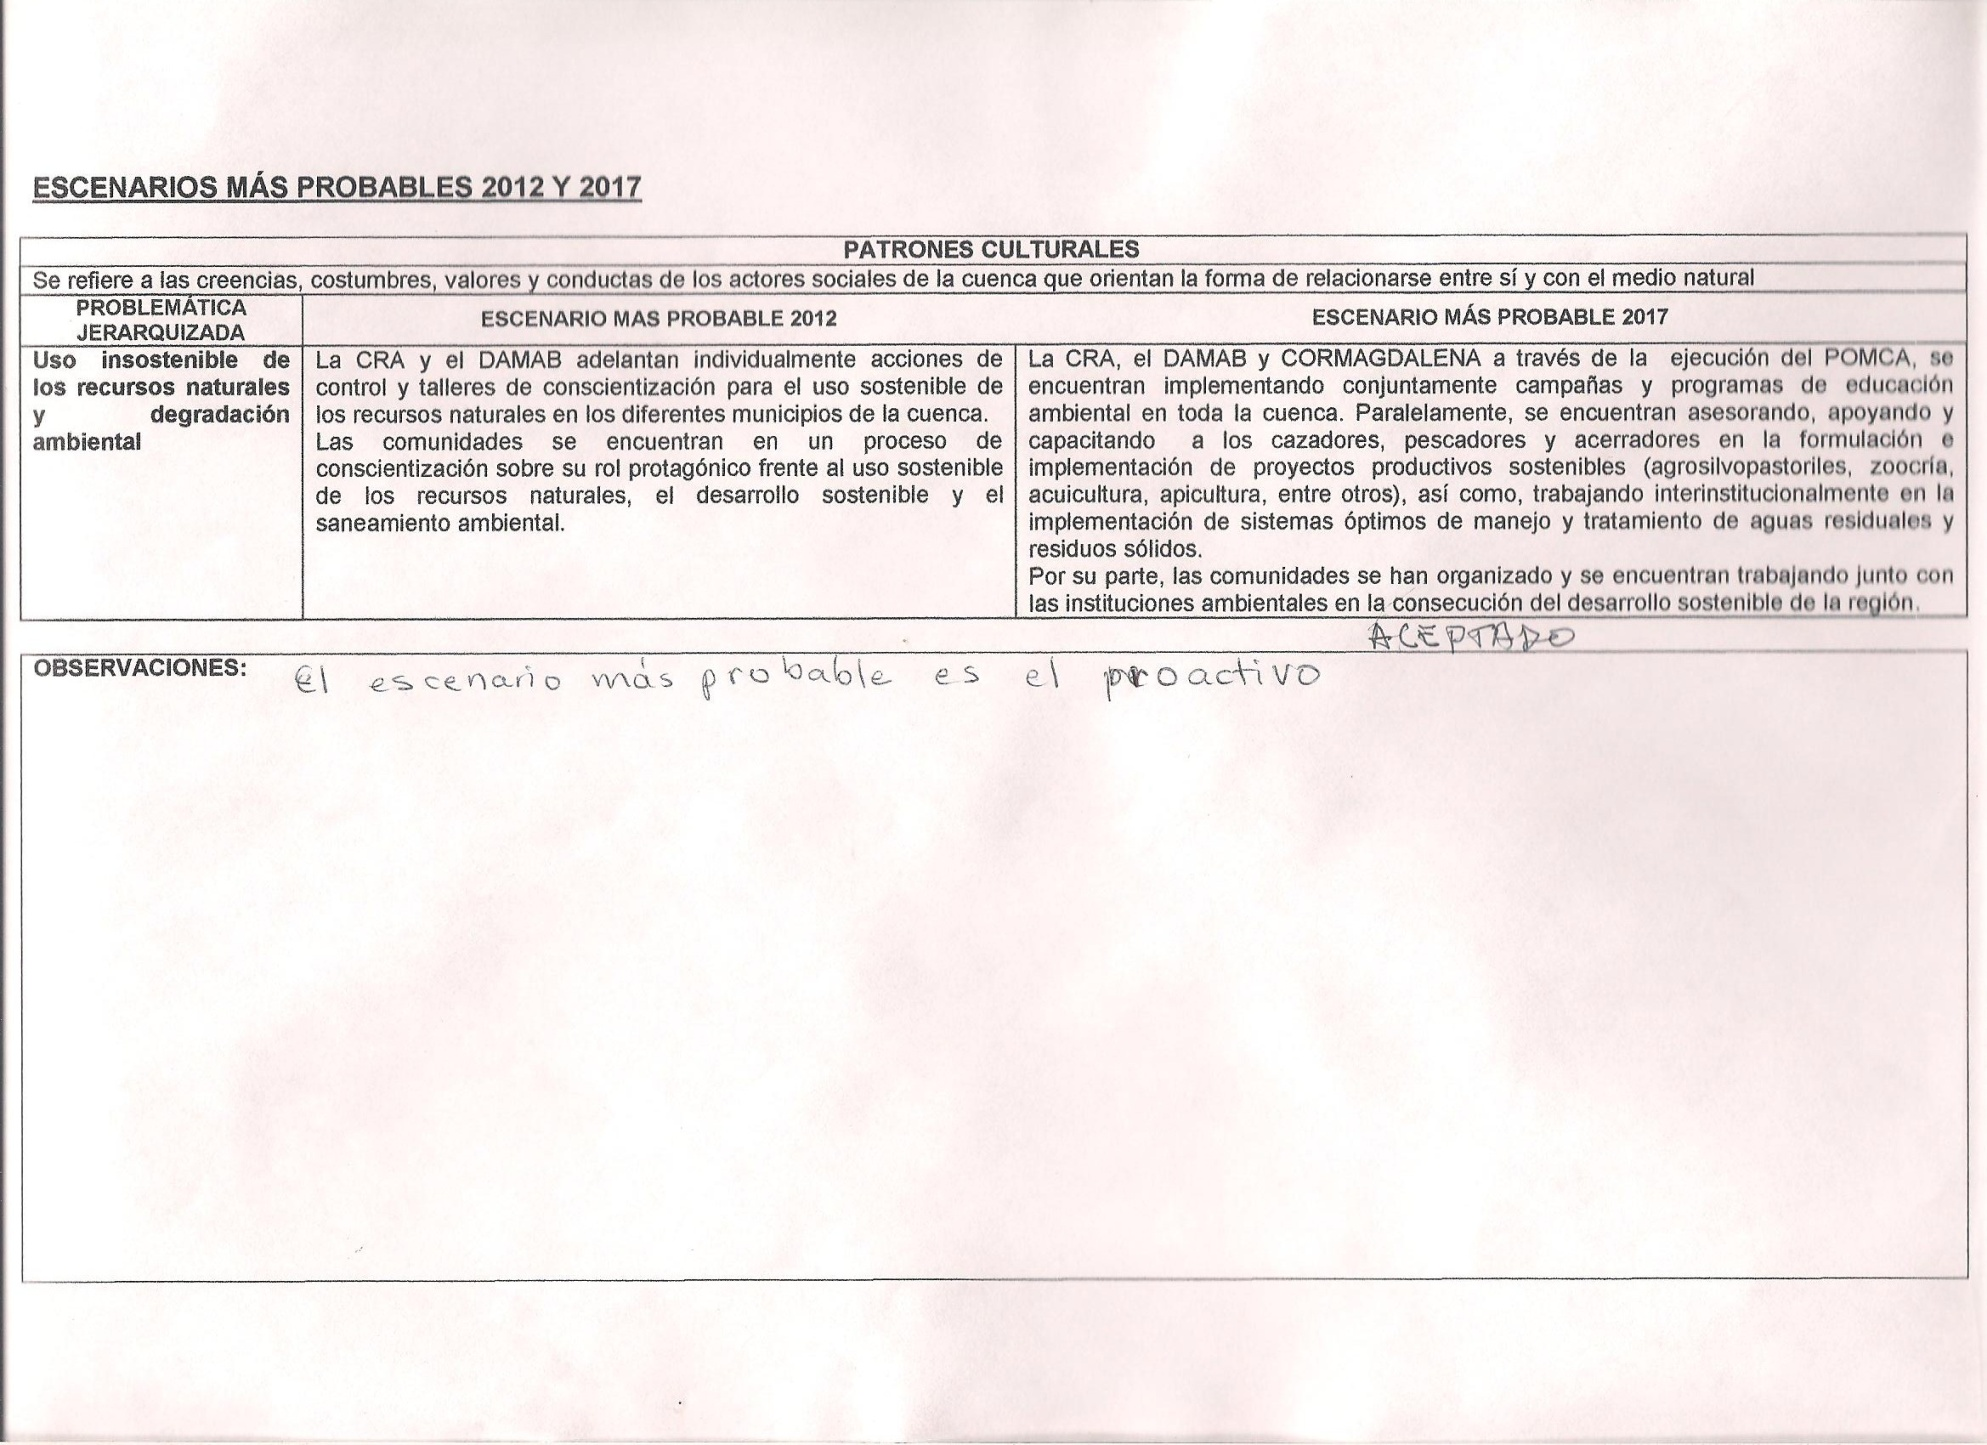 ESCENARIOS MÁS PROBABLES 2012 Y 2017
PATRONES CULTURALES
Se refiere a las creencias, costumbres, valores y conductas de los actores sociales de la cuenca que orientan la forma de relacionarse entre sí y con el medio natural
PROBLEMÁTICA
JERARQUIZADA
ESCENARIO MAS PROBABLE 2012
ESCENARIO MÁS PROBABLE 2017
Uso insostenible de
los recursos naturales
y degradación
ambiental
La CRA y el DAMAB adelantan individualmente acciones de
control y talleres de conscientización para el uso sostenible de
los recursos naturales en los diferentes municipios de la cuenca.
Las comunidades se encuentran en un proceso de
conscientización sobre su rol protagónico frente al uso sostenible
de los recursos naturales, el desarrollo sostenible y el
saneamiento ambiental.
La CRA, el DAMAB y CORMAGDALENA a través de la ejecución del POMCA, se
encuentran implementando conjuntamente campañas y programas de educación
ambiental en toda la cuenca. Paralelamente, se encuentran asesorando, apoyando y
capacitando a los cazadores, pescadores y acerradores en la formulación e
implementación de proyectos productivos sostenibles (agrosilvopastoriles, zoocría,
acuicultura, apicultura, entre otros), así como, trabajando interinstitucionalmente en la
implementación de sistemas óptimos de manejo y tratamiento de aguas residuales y
residuos sólidos.
Por su parte, las comunidades se han organizado y se encuentran trabajando junto con
las instituciones ambientales en la consecución del desarrollo sostenible de la región.
ACEPTADO
OBSERVACIONES: El escenario más probable es el proactivo